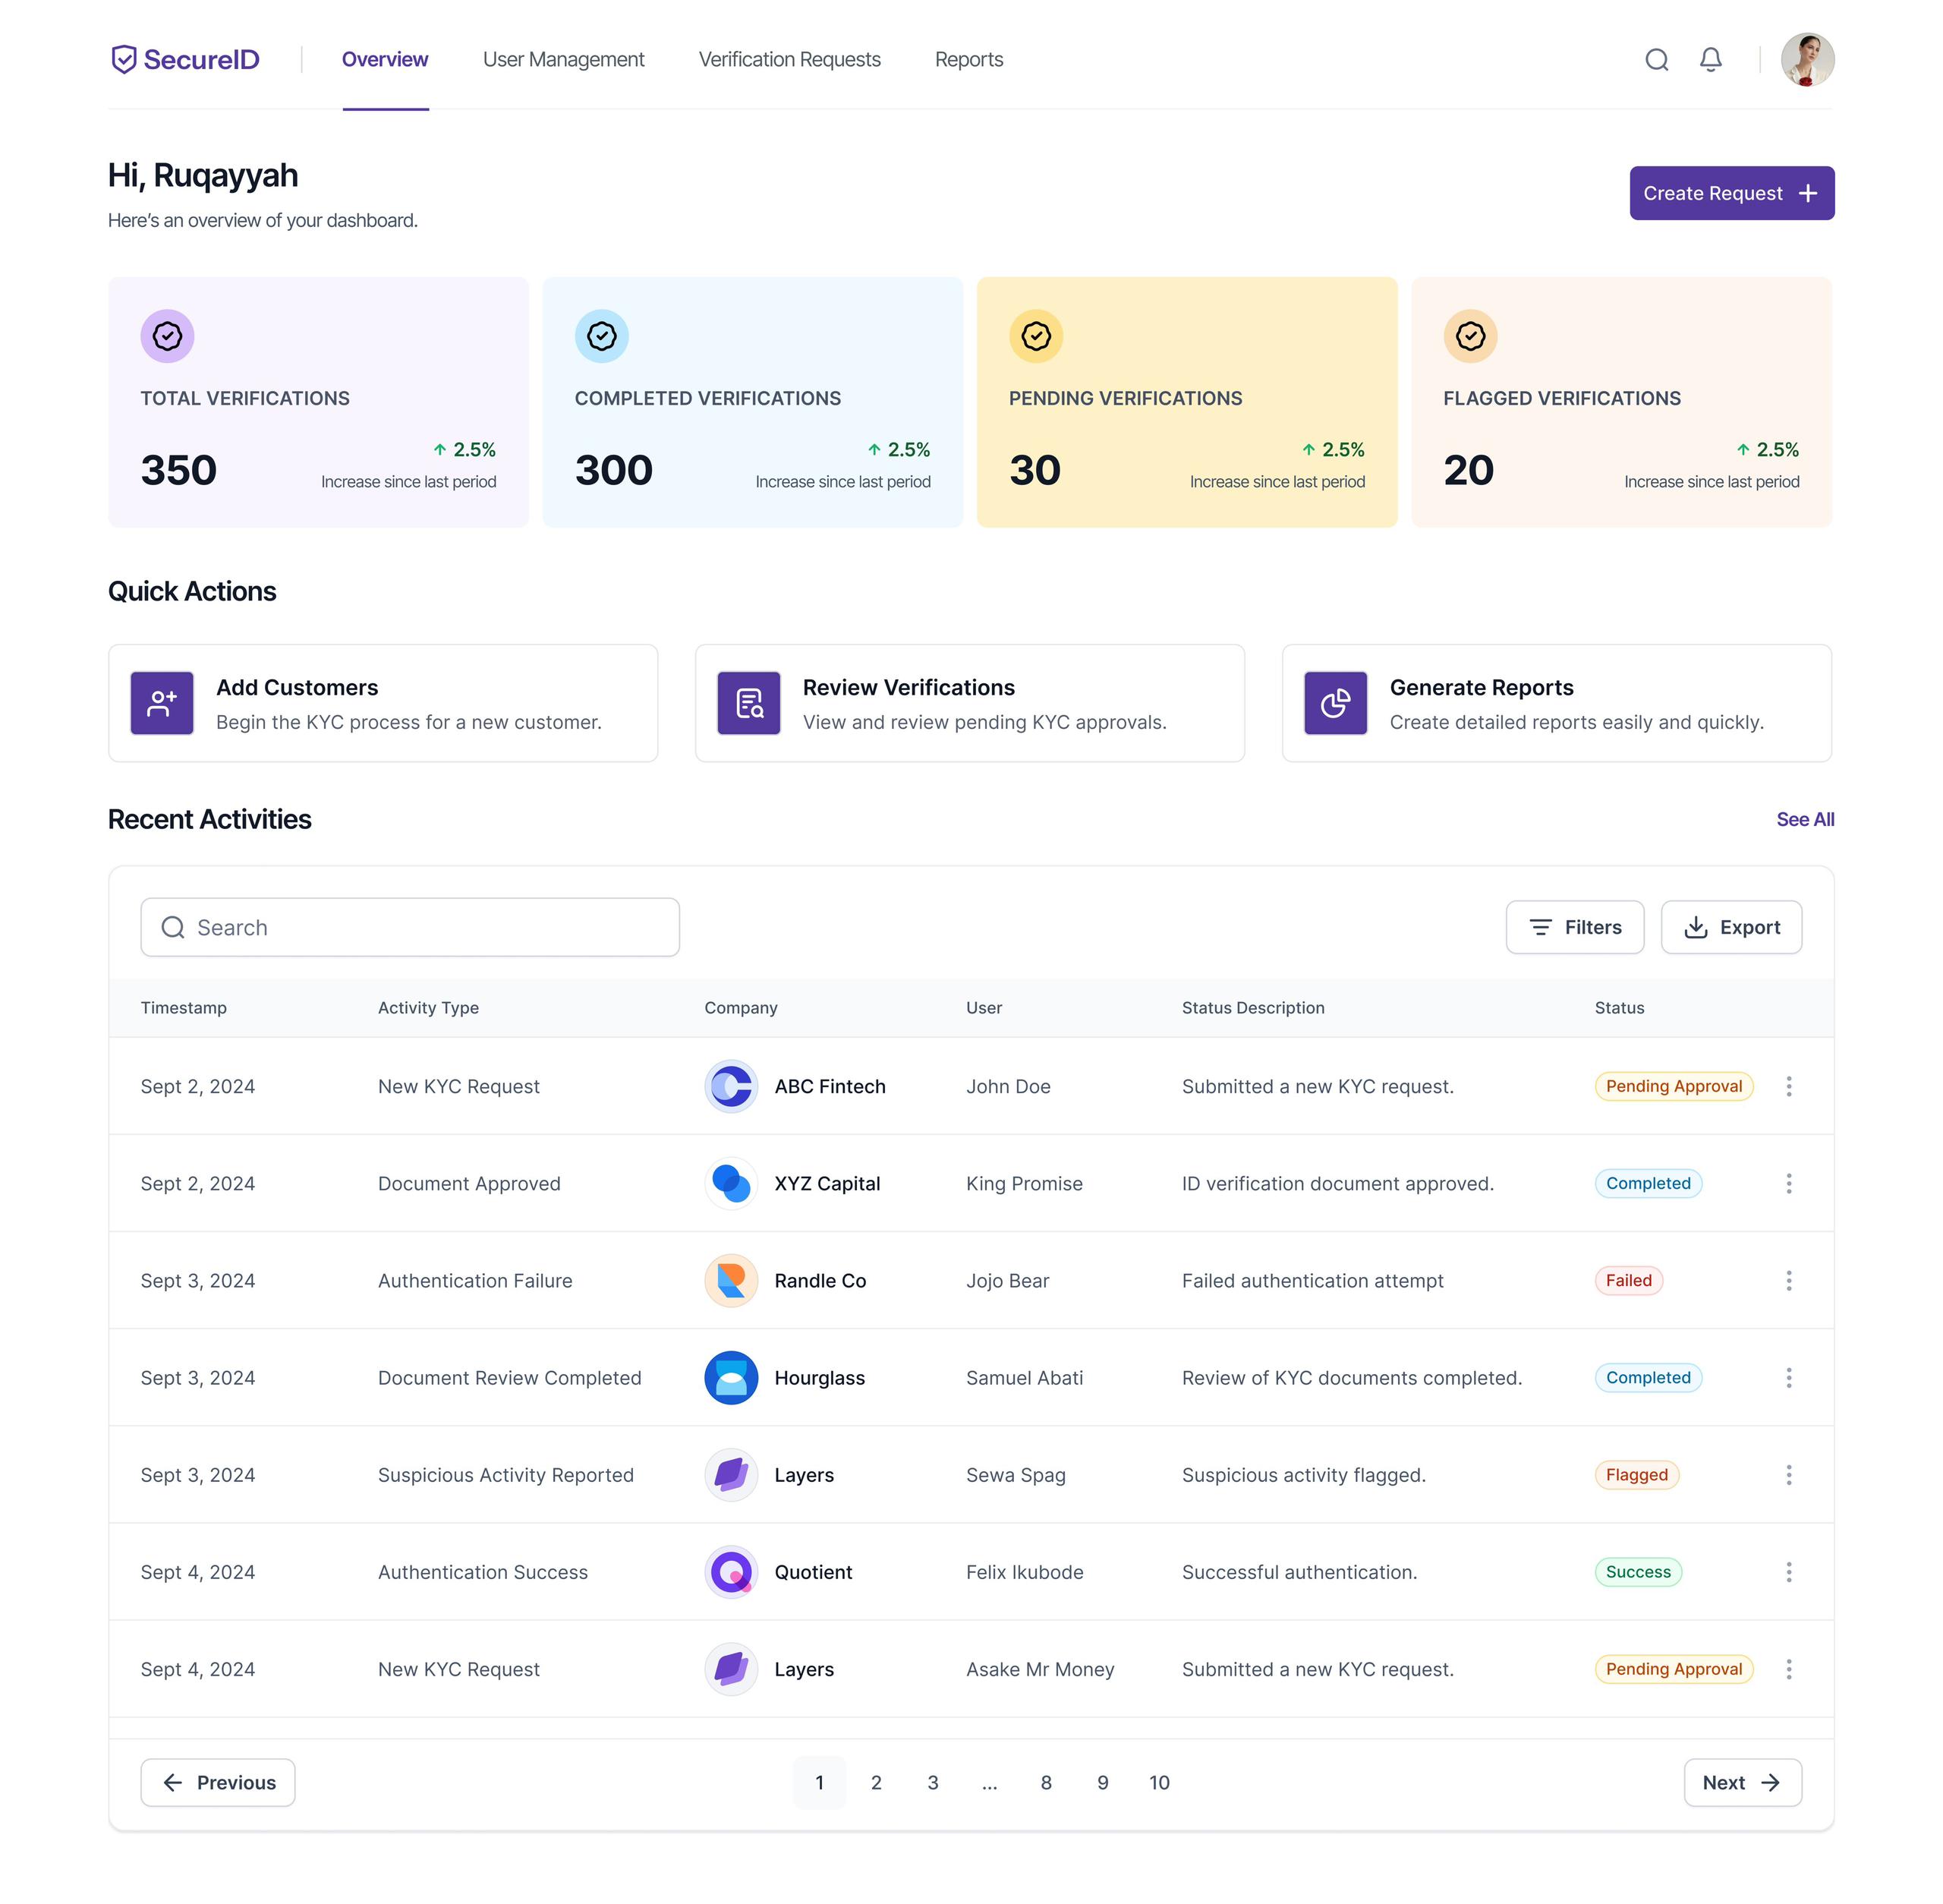 SecureID
Overview
User Management
Verification Requests
Reports
Hi, Ruqayyah
Here’s an overview of your dashboard.
Create Request
TOTAL VERIFICATIONS
350
2.5%
Increase since last period
COMPLETED VERIFICATIONS
300
2.5%
Increase since last period
PENDING VERIFICATIONS
30
2.5%
Increase since last period
FLAGGED VERIFICATIONS
20
2.5%
Increase since last period
Quick Actions
Add Customers
Begin the KYC process for a new customer.
Review Verifications
View and review pending KYC approvals.
Generate Reports
Create detailed reports easily and quickly.
Recent Activities
See All
Search
Filters
Export
Timestamp Activity Type Company User Status Description Status
Sept 2, 2024 New KYC Request ABC Fintech John Doe Submitted a new KYC request. Pending Approval
Sept 2, 2024 Document Approved XYZ Capital King Promise ID verification document approved. Completed
Sept 3, 2024 Authentication Failure Randle Co Jojo Bear Failed authentication attempt Failed
Sept 3, 2024 Document Review Completed Hourglass Samuel Abati Review of KYC documents completed. Completed
Sept 3, 2024 Suspicious Activity Reported Layers Sewa Spag Suspicious activity flagged. Flagged
Sept 4, 2024 Authentication Success Quotient Felix Ikubode Successful authentication. Success
Sept 4, 2024 New KYC Request Layers Asake Mr Money Submitted a new KYC request. Pending Approval
Previous
1 2 3 ... 8 9 10
Next